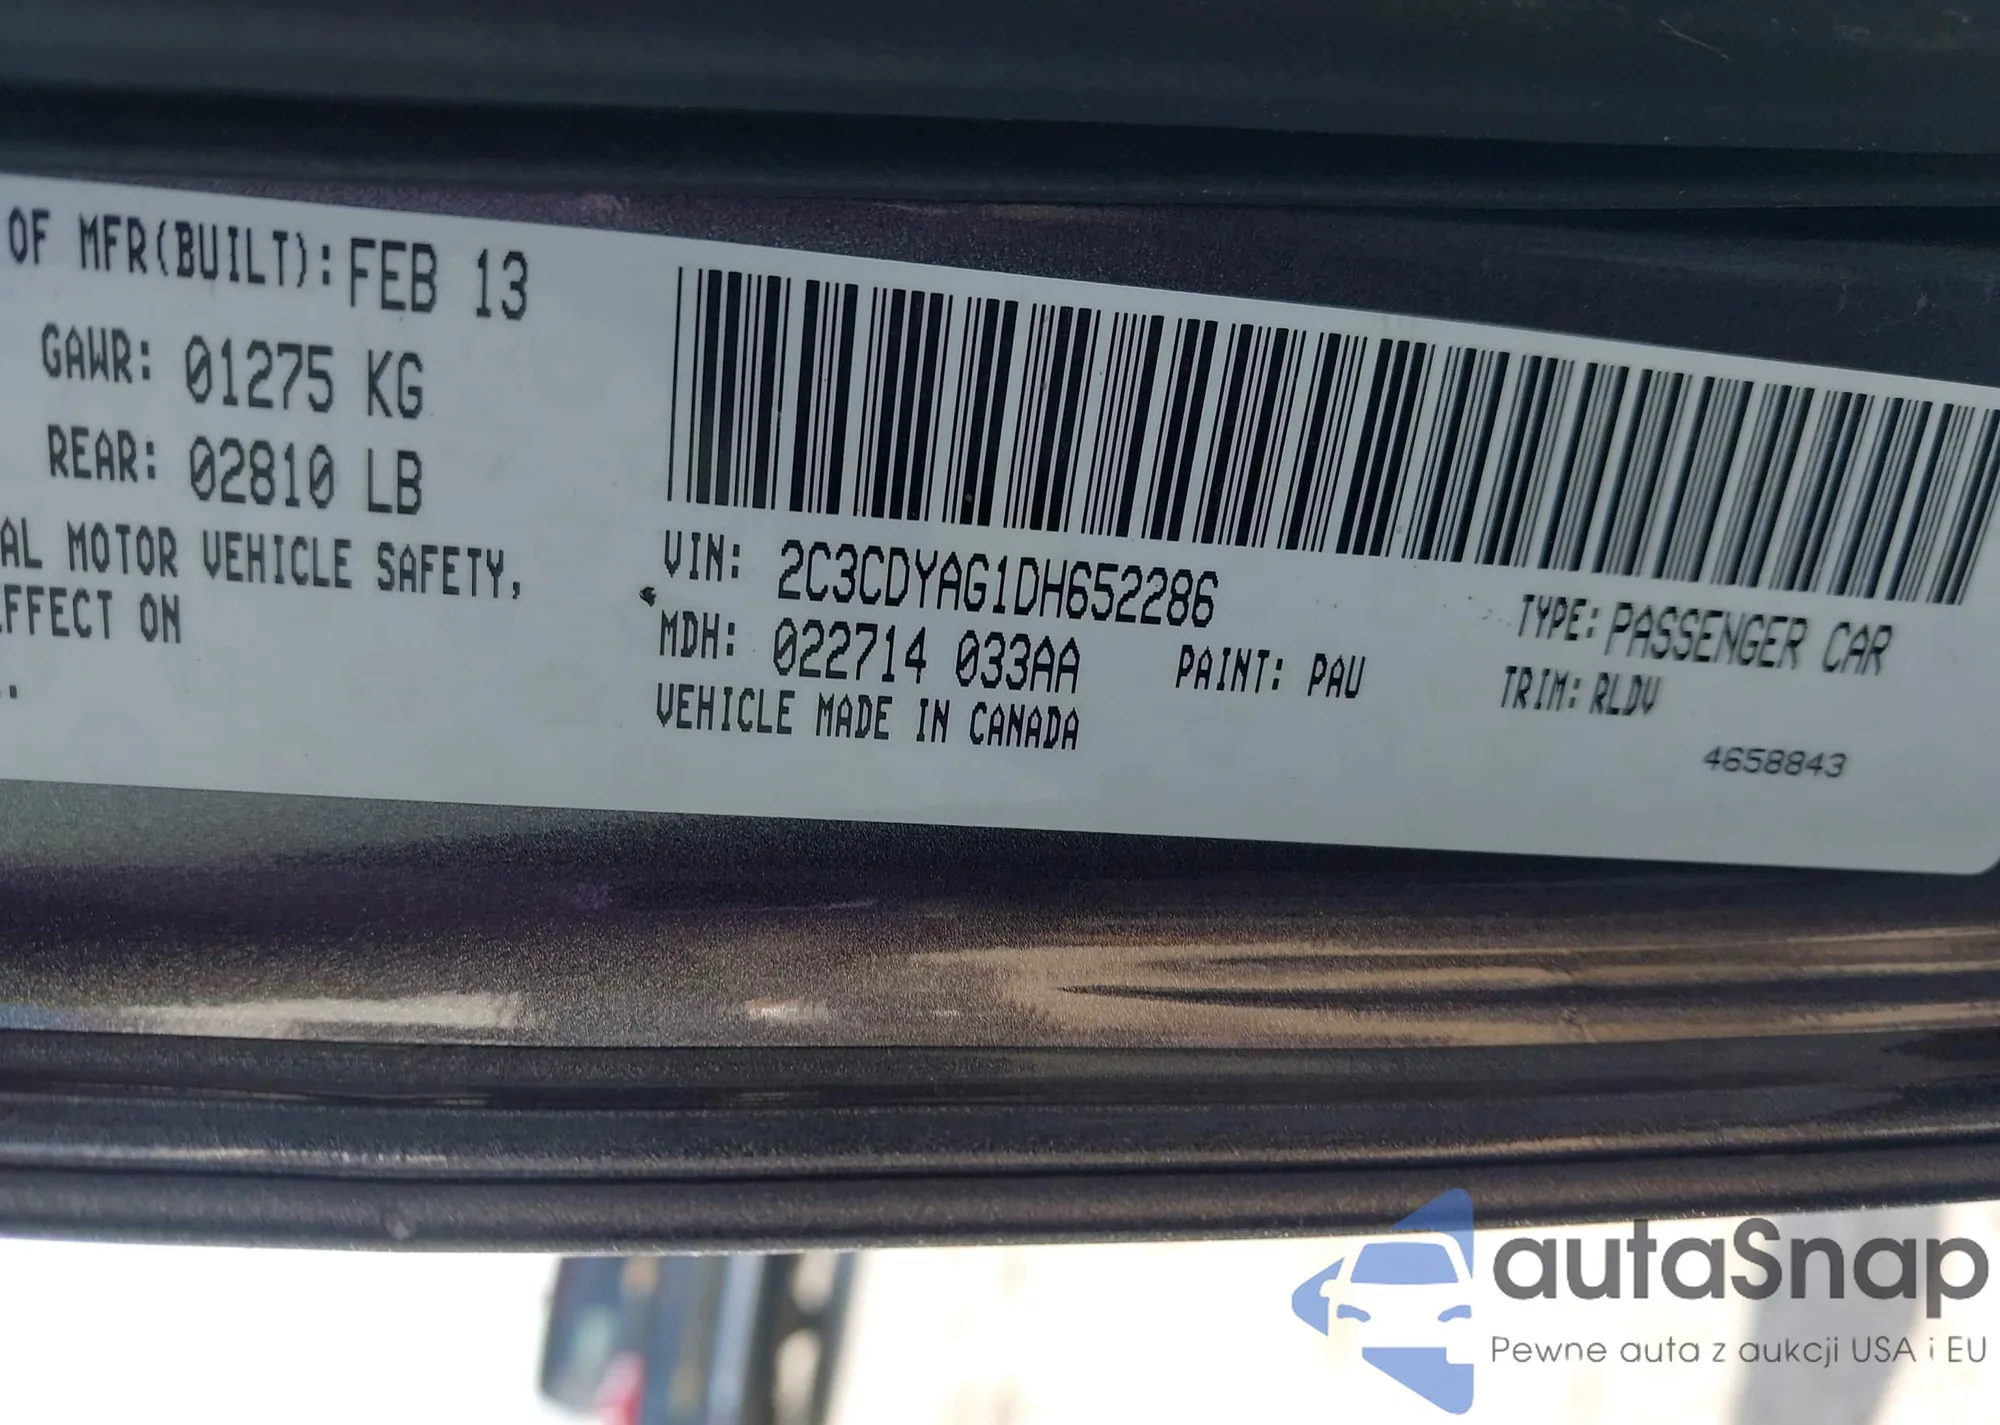 OF MFR(BUILT): FEB 13
GAWR: 01275 KG
REAR: 02810 LB
AL MOTOR VEHICLE SAFETY,
EFFECT ON
VIN: 2C3CDYAG1DH652286
MDH: 022714 033AA
PAINT: PAU
VEHICLE MADE IN CANADA
TYPE: PASSENGER CAR
TRIM: RLDV
4658843
autaSnap
Pewne auta z aukcji USA i EU